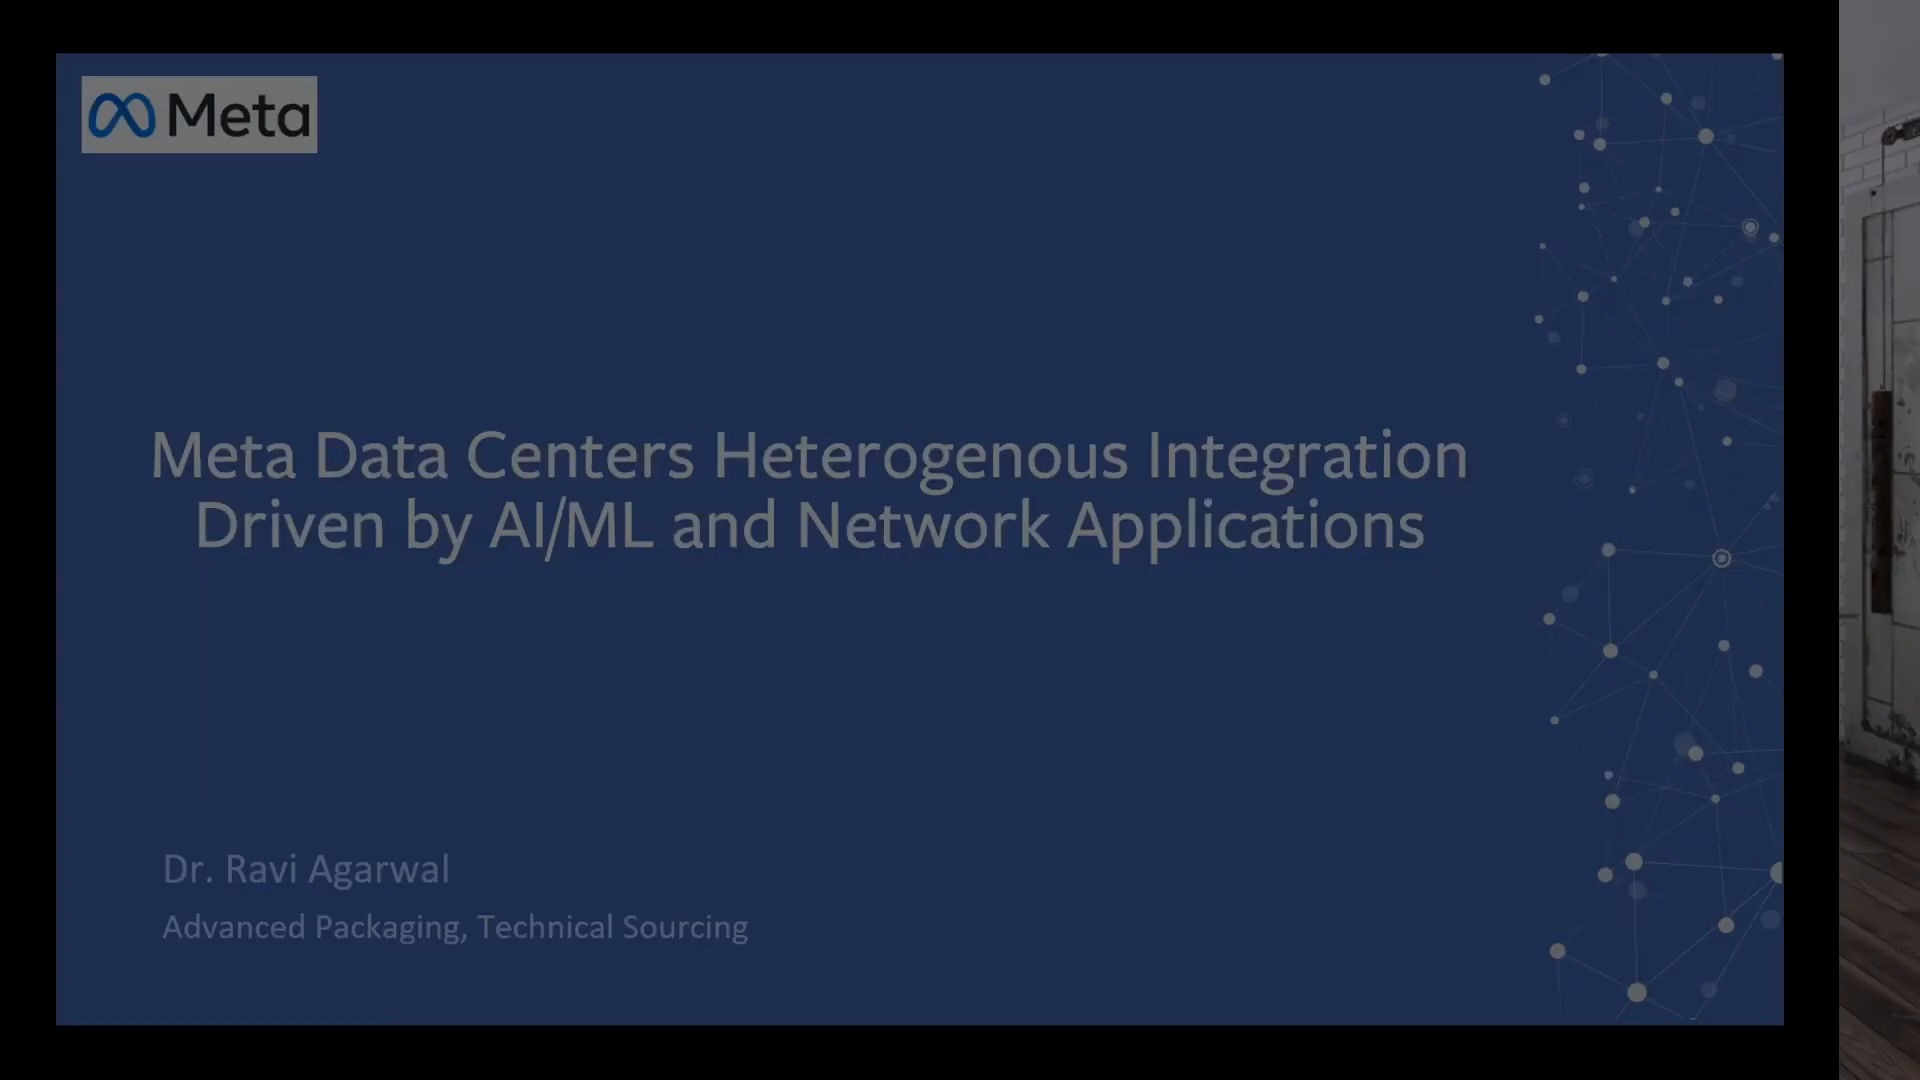 Meta
Meta Data Centers Heterogenous Integration
Driven by AI/ML and Network Applications
Dr. Ravi Agarwal
Advanced Packaging, Technical Sourcing